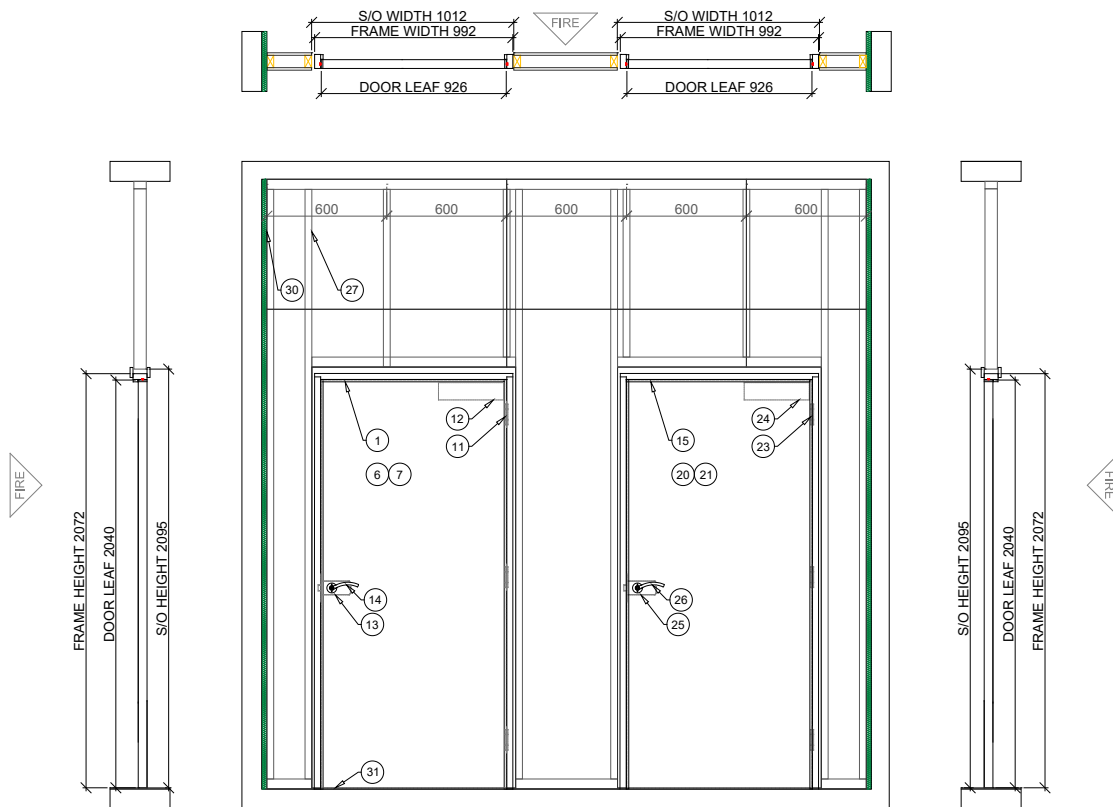 S/O WIDTH 1012
FIRE
S/O WIDTH 1012
FRAME WIDTH 992
FRAME WIDTH 992
DOOR LEAF 926
DOOR LEAF 926
600
600
600
600
600
30
27
12
24
11
23
1
15
6
7
20
21
FIRE
FIRE
FRAME HEIGHT 2072
DOOR LEAF 2040
S/O HEIGHT 2095
S/O HEIGHT 2095
DOOR LEAF 2040
FRAME HEIGHT 2072
14
26
13
25
31